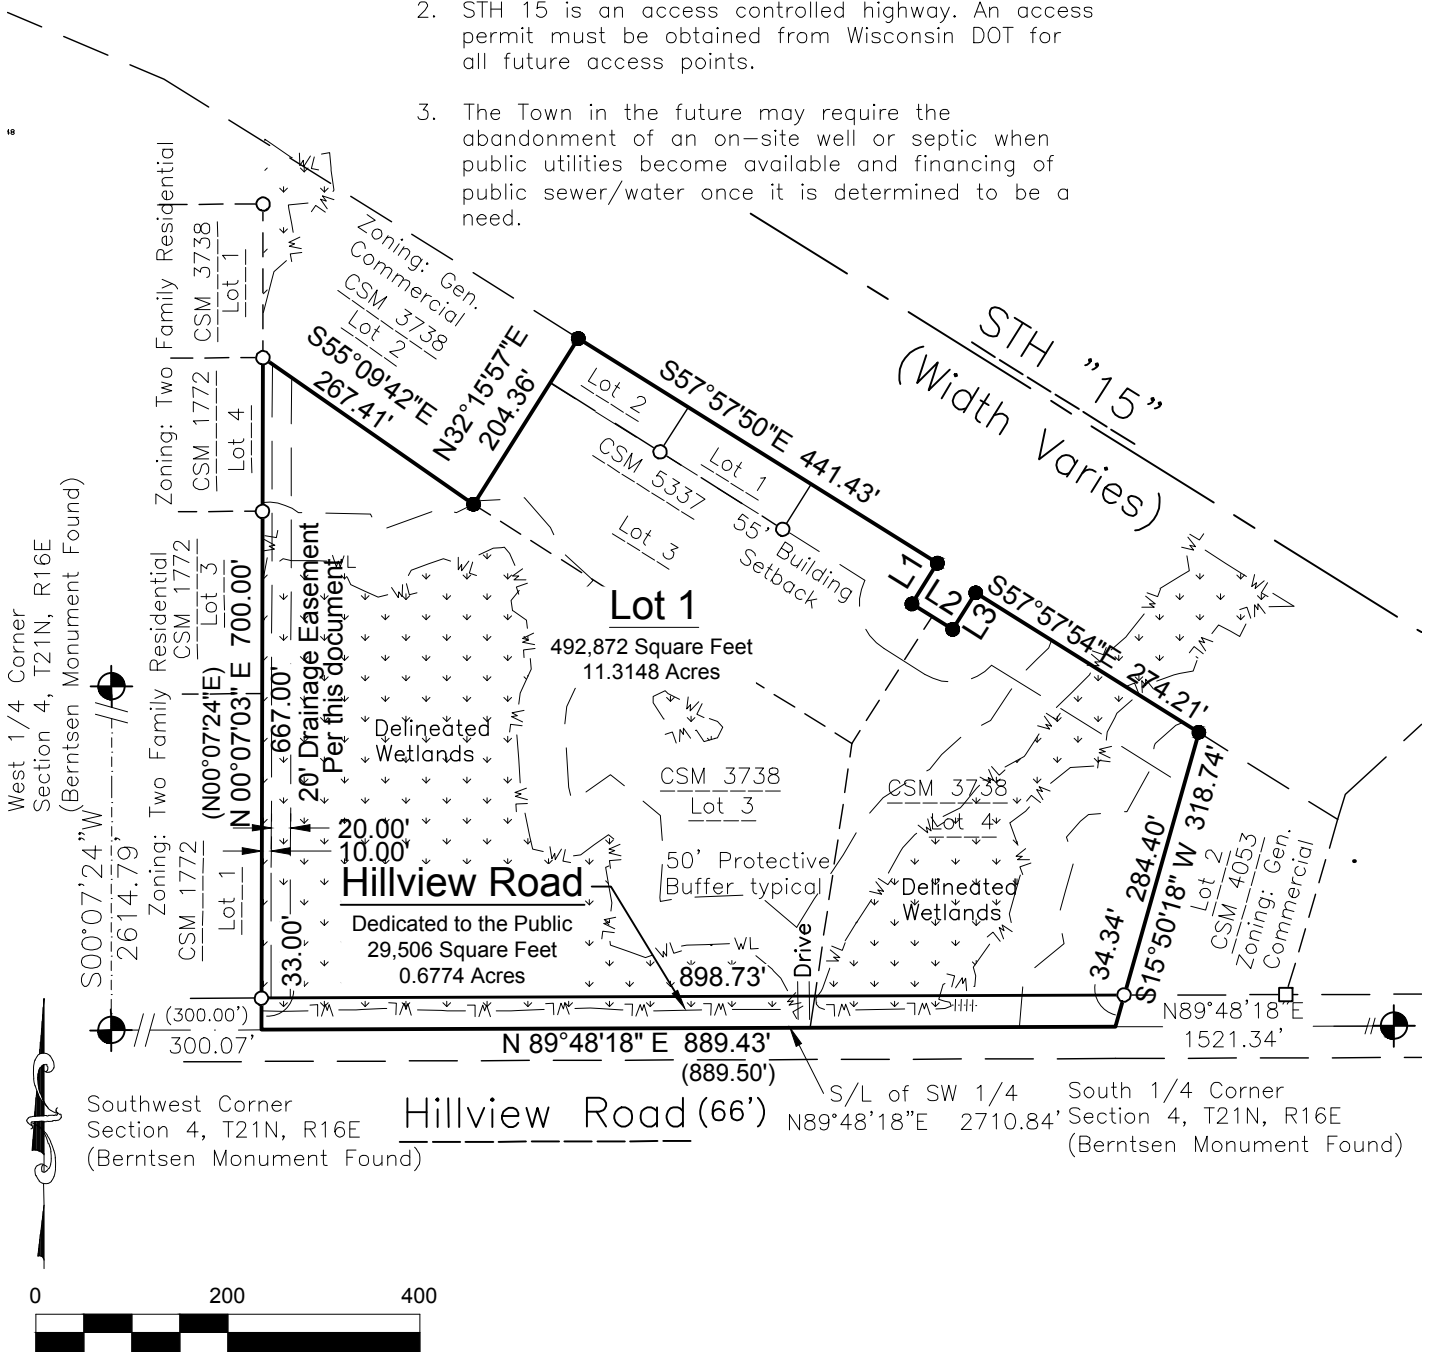 2. STH 15 is an access controlled highway. An access
permit must be obtained from Wisconsin DOT for
all future access points.
3. The Town in the future may require the
abandonment of an on-site well or septic when
public utilities become available and financing of
public sewer/water once it is determined to be a
need.
Zoning: Two Family Residential
CSM 3738
Lot 1
Zoning: Gen.
Commercial
CSM 3738
Lot 2
STH "15"
(Width Varies)
S55°09'42"E
267.41'
N32°15'57"E
204.36'
S57°57'50"E 441.43'
Lot 2
Lot 1
CSM 5337
Lot 3
55' Building
Setback
L1
L2
L3
S57°57'54"E 274.21'
CSM 1772
Lot 4
West 1/4 Corner
Section 4, T21N, R16E
(Berntsen Monument Found)
Zoning: Two Family Residential
CSM 1772
Lot 3
(N00°07'24"E)
N 00°07'03" E 700.00'
667.00'
20' Drainage Easement
Per this document
Lot 1
492,872 Square Feet
11.3148 Acres
Delineated
Wetlands
CSM 3738
Lot 3
CSM 3738
Lot 4
S00°07'24"W
2614.79'
CSM 1772
Lot 1
20.00'
10.00'
50' Protective
Buffer typical
Delineated
Wetlands
284.40'
S15°50'18" W 318.74'
34.34'
Lot 2
CSM 4053
Zoning: Gen.
Commercial
Hillview Road
Dedicated to the Public
29,506 Square Feet
0.6774 Acres
33.00'
898.73'
Drive
WL WL WL WL WL WL
(300.00')
300.07'
N 89°48'18" E 889.43'
(889.50')
N89°48'18"E
1521.34'
Southwest Corner
Section 4, T21N, R16E
(Berntsen Monument Found)
Hillview Road (66')
S/L of SW 1/4
N89°48'18"E 2710.84'
South 1/4 Corner
Section 4, T21N, R16E
(Berntsen Monument Found)
0 200 400